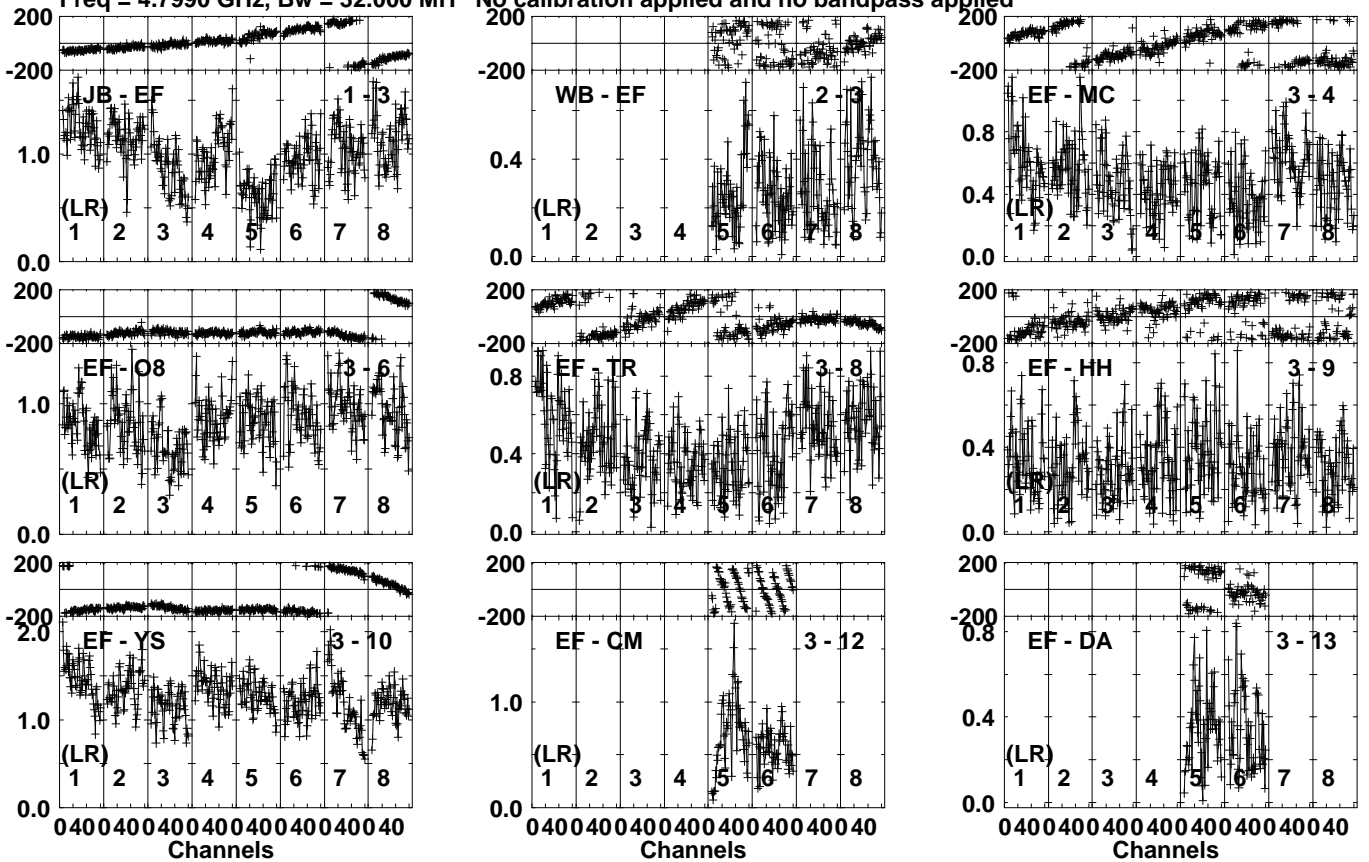 Freq = 4.7990 GHz, Bw = 32.000 MH No calibration applied and no bandpass applied
200
-200
JB - EF 1 - 3
1.0
(LR)
1 2 3 4 5 6 7 8
0.0
200
-200
WB - EF 2 - 3
0.4
(LR)
1 2 3 4 5 6 7 8
0.0
200
-200
EF - MC 3 - 4
0.8
0.4
(LR)
1 2 3 4 5 6 7 8
0.0
200
-200
EF - O8 3 - 6
1.0
(LR)
1 2 3 4 5 6 7 8
0.0
200
-200
EF - TR 3 - 8
0.8
0.4
(LR)
1 2 3 4 5 6 7 8
0.0
200
-200
EF - HH 3 - 9
0.8
0.4
(LR)
1 2 3 4 5 6 7 8
0.0
200
-200
2.0
EF - YS 3 - 10
1.0
(LR)
1 2 3 4 5 6 7 8
0.0
0 40 0 40 0 40 0 40 0 40 0 40 0 40 0 40
Channels
200
-200
EF - CM 3 - 12
1.0
(LR)
1 2 3 4 5 6 7 8
0.0
0 40 0 40 0 40 0 40 0 40 0 40 0 40 0 40
Channels
200
-200
0.8
EF - DA 3 - 13
0.4
(LR)
1 2 3 4 5 6 7 8
0.0
0 40 0 40 0 40 0 40 0 40 0 40 0 40 0 40
Channels